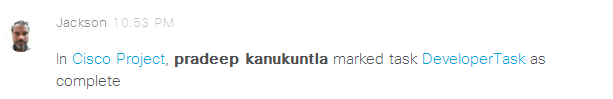 Jackson 10:53 PM
In Cisco Project, pradeep kanukuntla marked task DeveloperTask as
complete